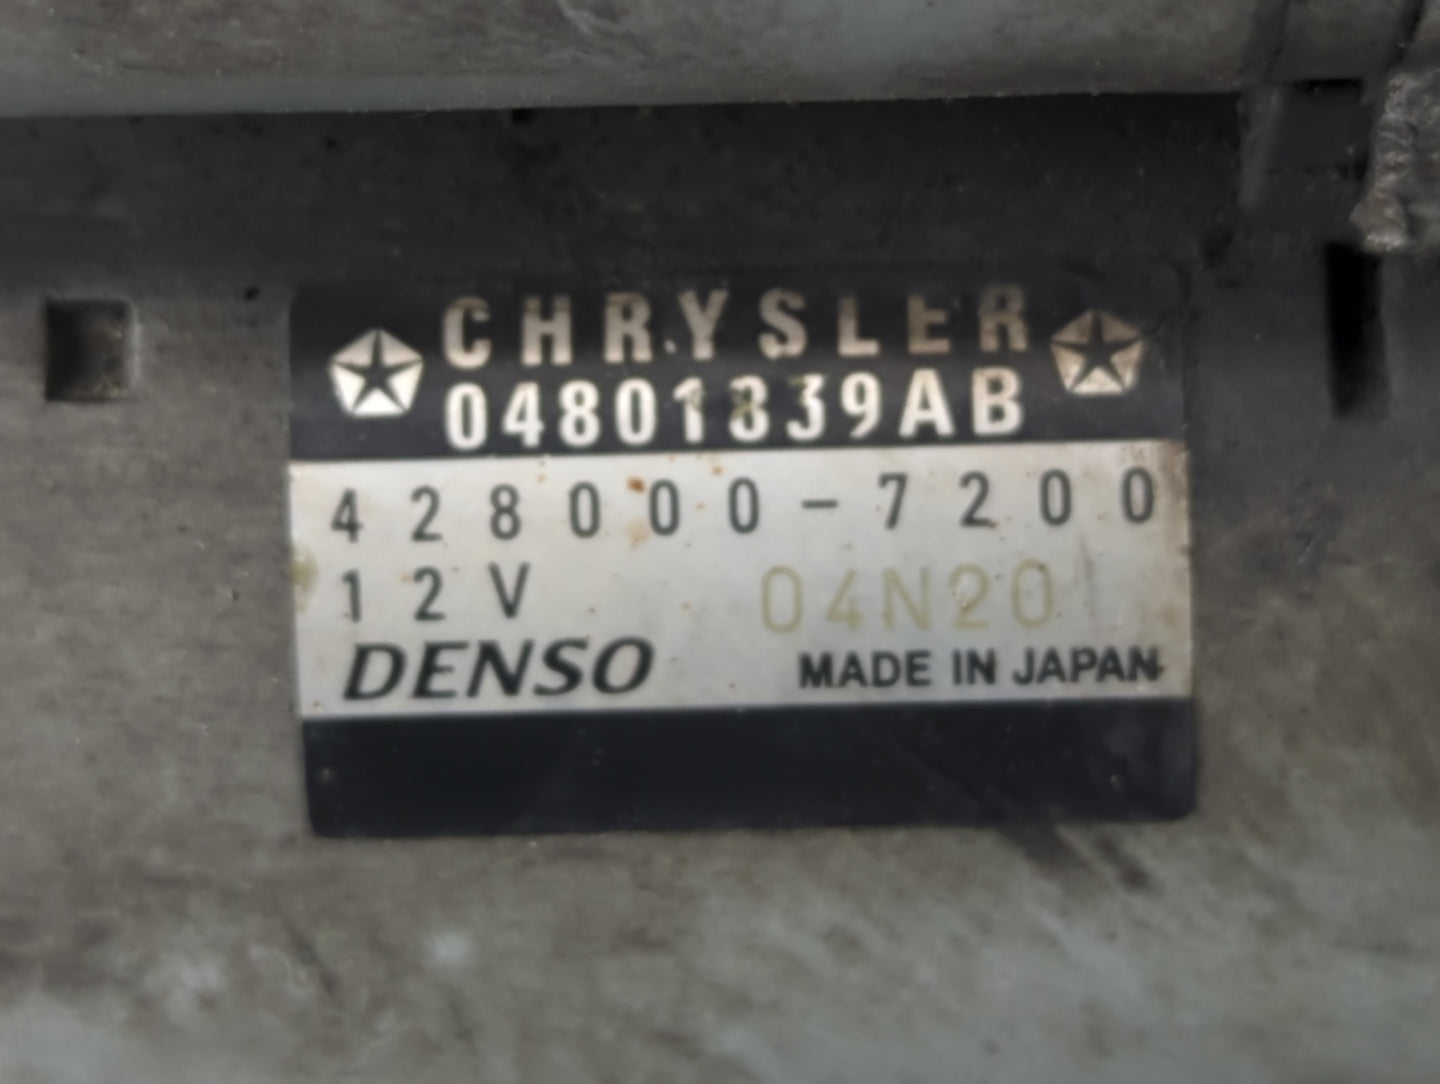 CHRYSLER
04801839AB
428000-7200
12V 04N20
DENSO MADE IN JAPAN